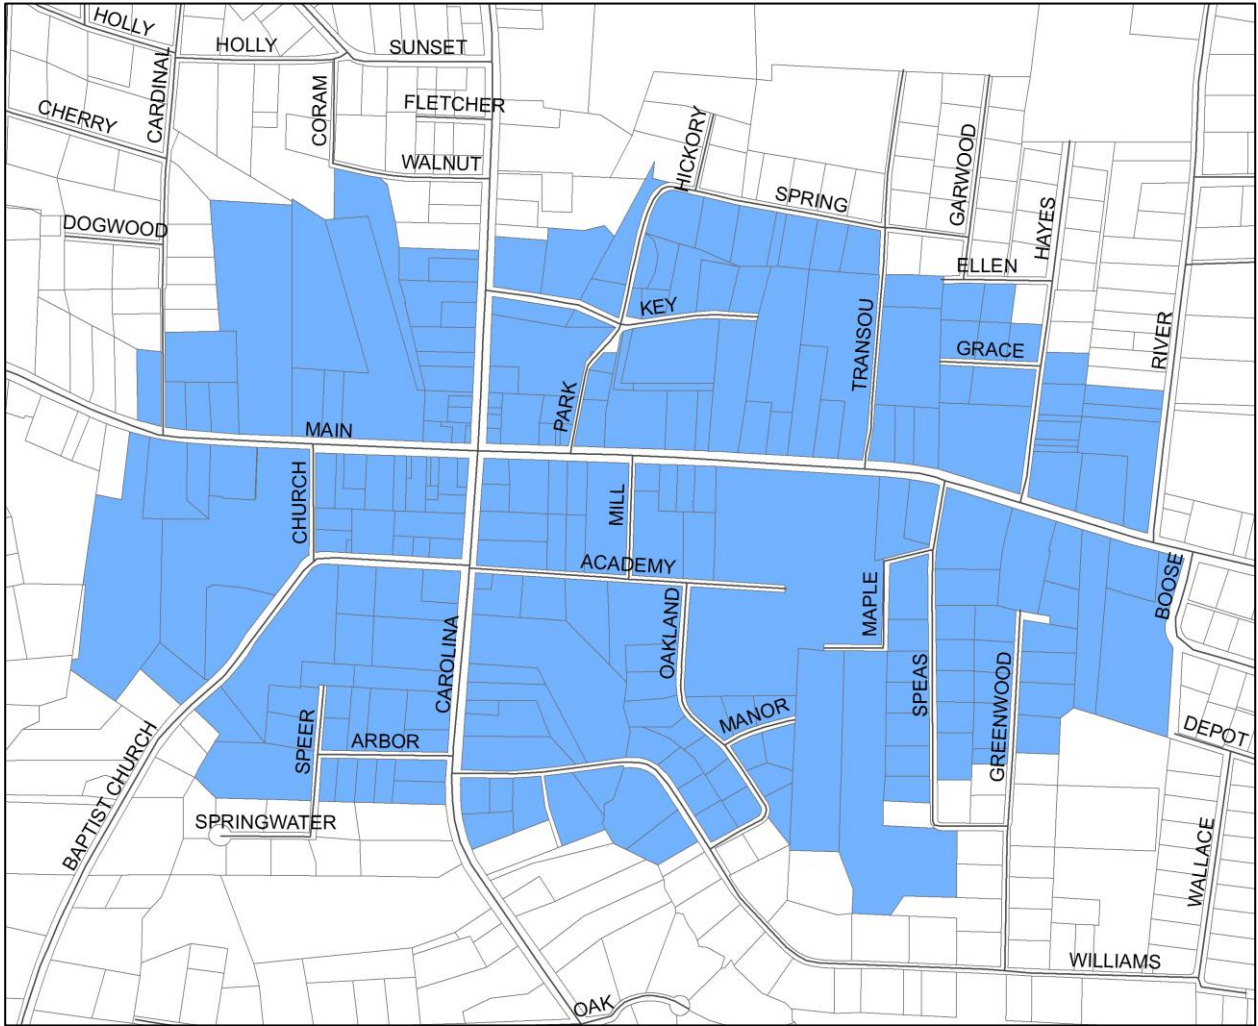 HOLLY
HOLLY
SUNSET
CARDINAL
CORAM
FLETCHER
CHERRY
WALNUT
HICKORY
SPRING
GARWOOD
HAYES
DOGWOOD
ELLEN
KEY
TRANSOU
GRACE
RIVER
PARK
MAIN
CHURCH
MILL
ACADEMY
MAPLE
BOOSE
OAKLAND
CAROLINA
SPEAS
GREENWOOD
MANOR
SPEER
ARBOR
DEPOT
BAPTIST CHURCH
SPRINGWATER
WALLACE
WILLIAMS
OAK